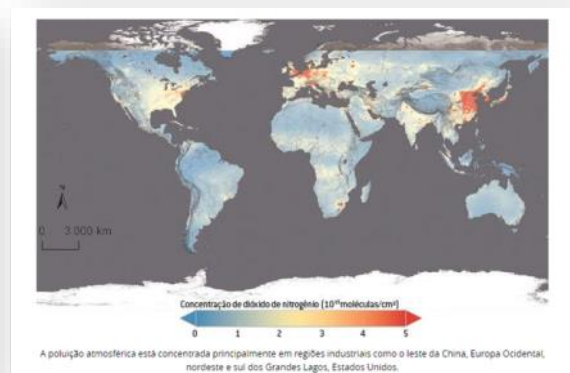 N
0 3 000 km
Concentração de dióxido de nitrogênio (10¹⁵moléculas/cm²)
0 1 2 3 4 5
A poluição atmosférica está concentrada principalmente em regiões industriais como o leste da China, Europa Ocidental,
nordeste e sul dos Grandes Lagos, Estados Unidos.